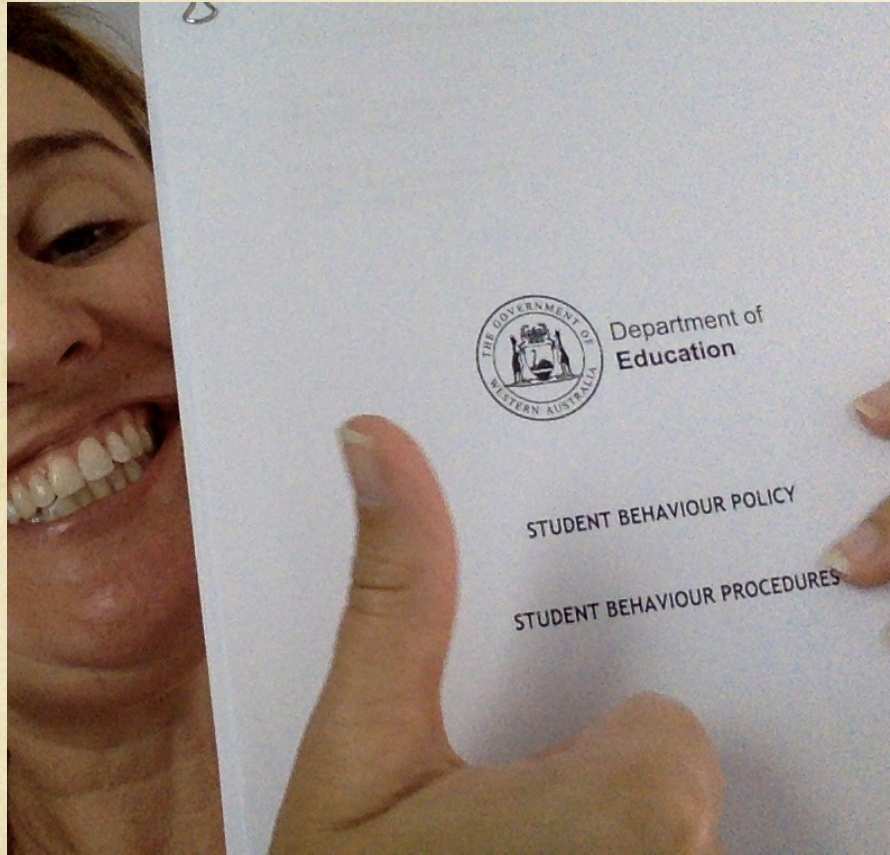 THE GOVERNMENT OF
WESTERN AUSTRALIA
Department of
Education
STUDENT BEHAVIOUR POLICY
STUDENT BEHAVIOUR PROCEDURES